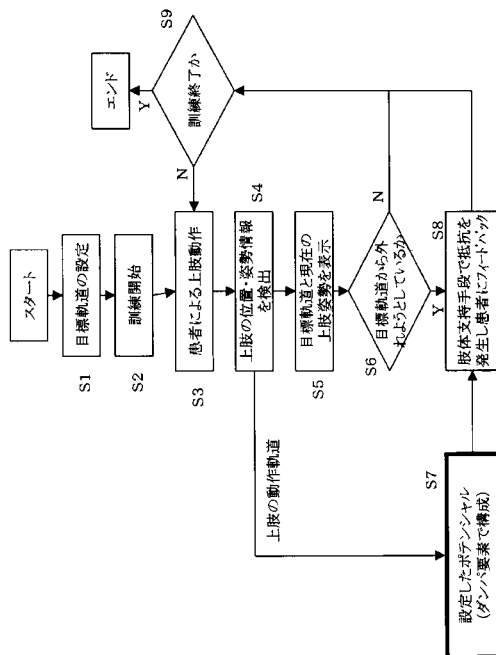 スタート
S1
目標軌道の設定
S2
訓練開始
S3
患者による上肢動作
S4
上肢の位置・姿勢情報
を検出
S5
目標軌道と現在の
上肢姿勢を表示
S6
目標軌道から外
れようとしているか
N
Y
上肢の動作軌道
S7
設定したポテンシャル
(ダンパ要素で構成)
S8
肢体支持手段で抵抗を
発生し患者にフィードバック
S9
訓練終了か
N
Y
エンド